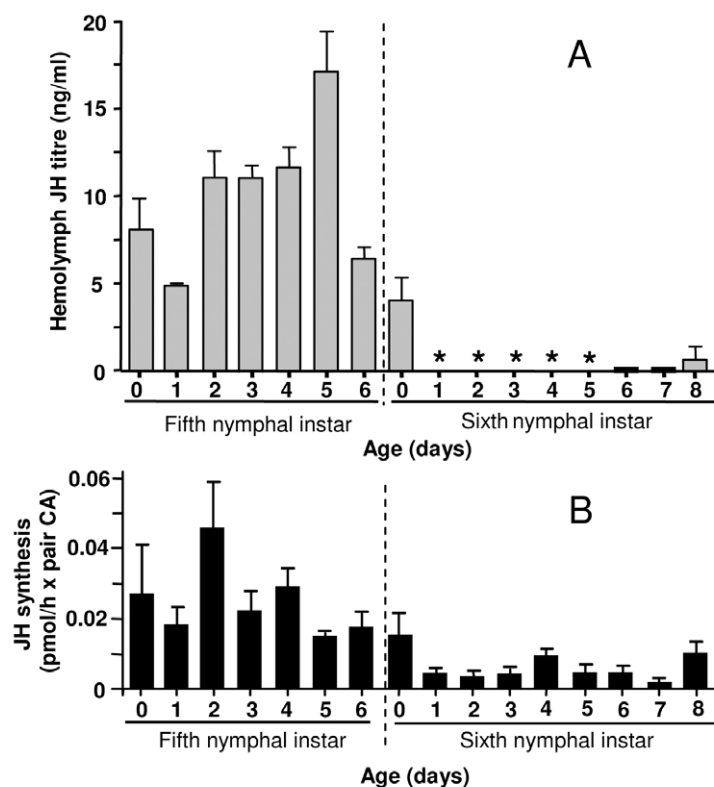 A
Hemolymph JH titre (ng/ml)
20
15
10
5
0
* * * * *
0 1 2 3 4 5 6 0 1 2 3 4 5 6 7 8
Fifth nymphal instar Sixth nymphal instar
Age (days)
B
JH synthesis
(pmol/h x pair CA)
0.06
0.04
0.02
0
0 1 2 3 4 5 6 0 1 2 3 4 5 6 7 8
Fifth nymphal instar Sixth nymphal instar
Age (days)